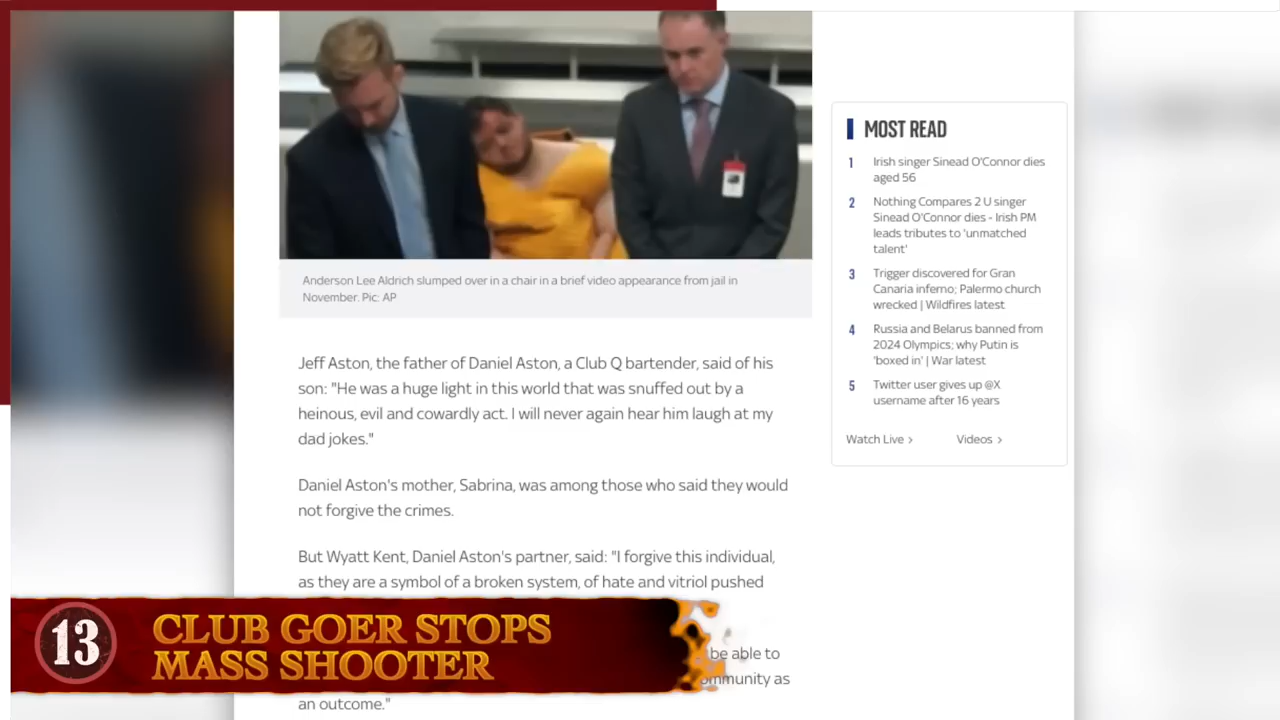 Anderson Lee Aldrich slumped over in a chair in a brief video appearance from jail in
November. Pic: AP
Jeff Aston, the father of Daniel Aston, a Club Q bartender, said of his
son: "He was a huge light in this world that was snuffed out by a
heinous, evil and cowardly act. I will never again hear him laugh at my
dad jokes."
Daniel Aston's mother, Sabrina, was among those who said they would
not forgive the crimes.
But Wyatt Kent, Daniel Aston's partner, said: "I forgive this individual,
as they are a symbol of a broken system, of hate and vitriol pushed
be able to
ommunity as
an outcome."
MOST READ
1 Irish singer Sinead O'Connor dies
aged 56
2 Nothing Compares 2 U singer
Sinead O'Connor dies - Irish PM
leads tributes to 'unmatched
talent'
3 Trigger discovered for Gran
Canaria inferno; Palermo church
wrecked | Wildfires latest
4 Russia and Belarus banned from
2024 Olympics; why Putin is
'boxed in' | War latest
5 Twitter user gives up @X
username after 16 years
Watch Live > Videos >
13
CLUB GOER STOPS
MASS SHOOTER